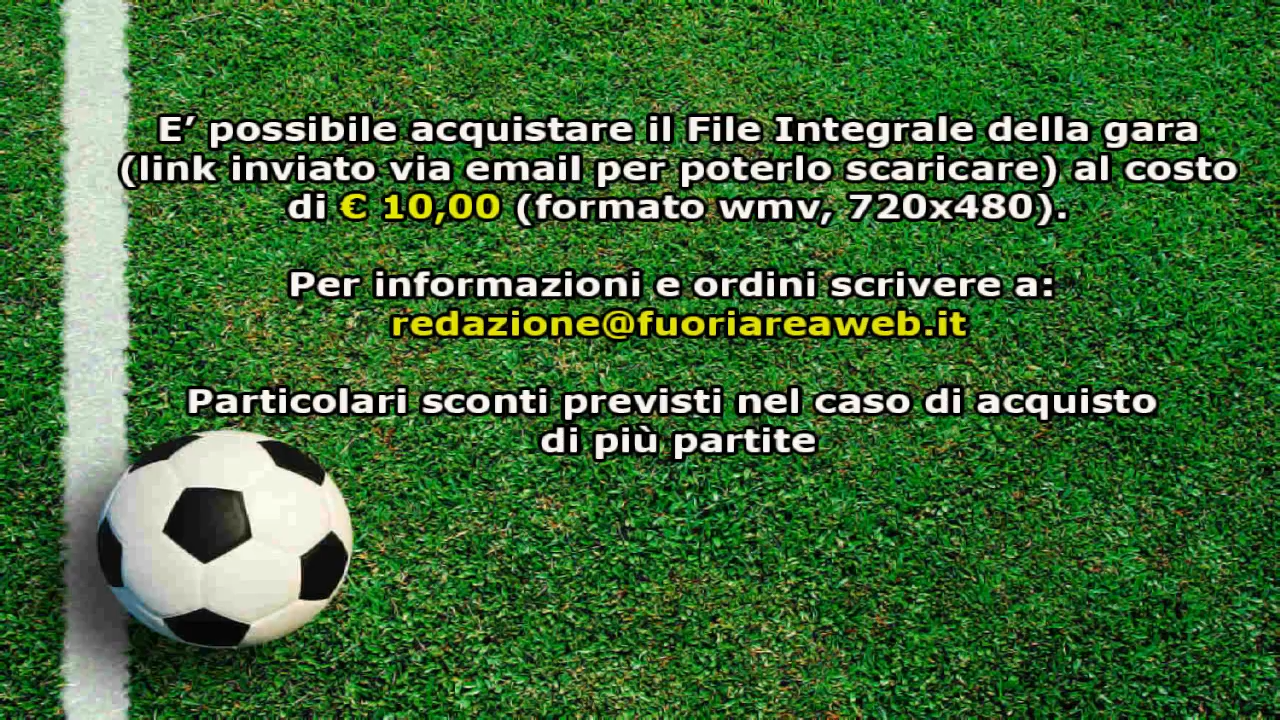 E’ possibile acquistare il File Integrale della gara
(link inviato via email per poterlo scaricare) al costo
di € 10,00 (formato wmv, 720x480).
Per informazioni e ordini scrivere a:
redazione@fuoriareaweb.it
Particolari sconti previsti nel caso di acquisto
di più partite